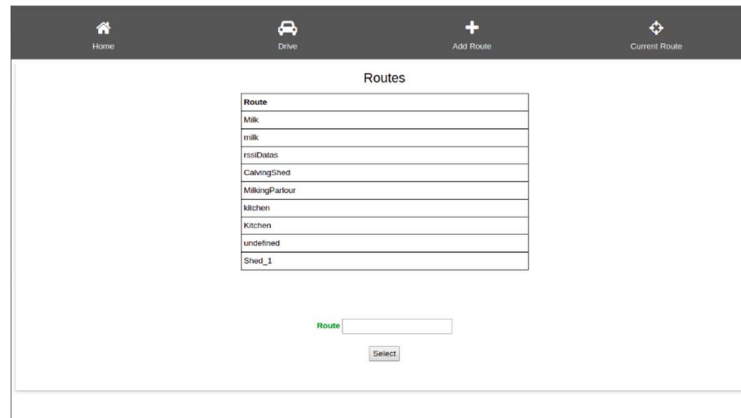 Home Drive Add Route Current Route
Routes
Route
Milk
milk
rssiDatas
CalvingShed
MilkingParlour
kitchen
Kitchen
undefined
Shed_1
Route
Select